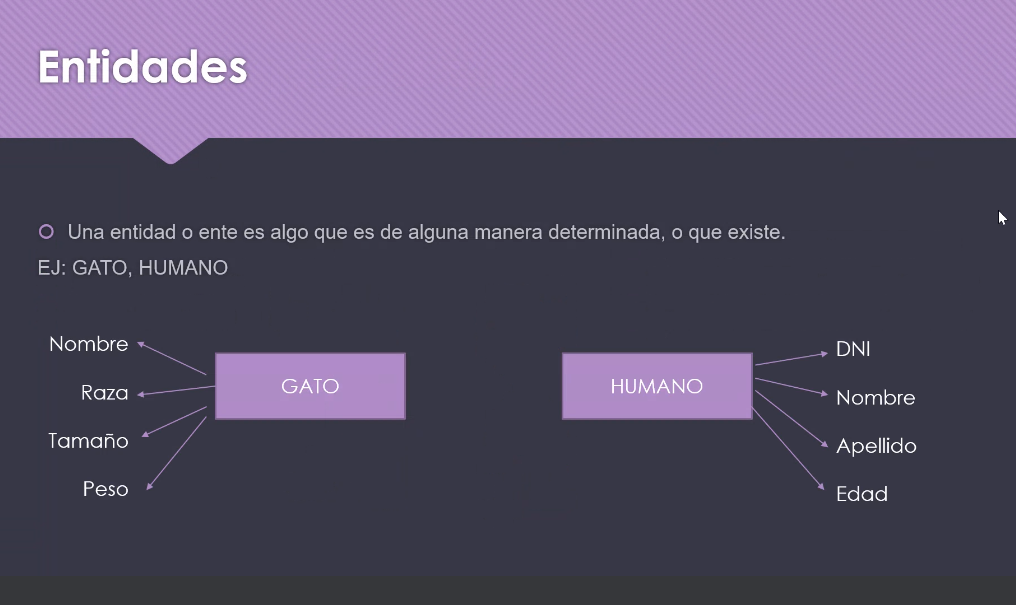 Entidades
Una entidad o ente es algo que es de alguna manera determinada, o que existe.
EJ: GATO, HUMANO
Nombre
Raza
Tamaño
Peso
GATO
HUMANO
DNI
Nombre
Apellido
Edad